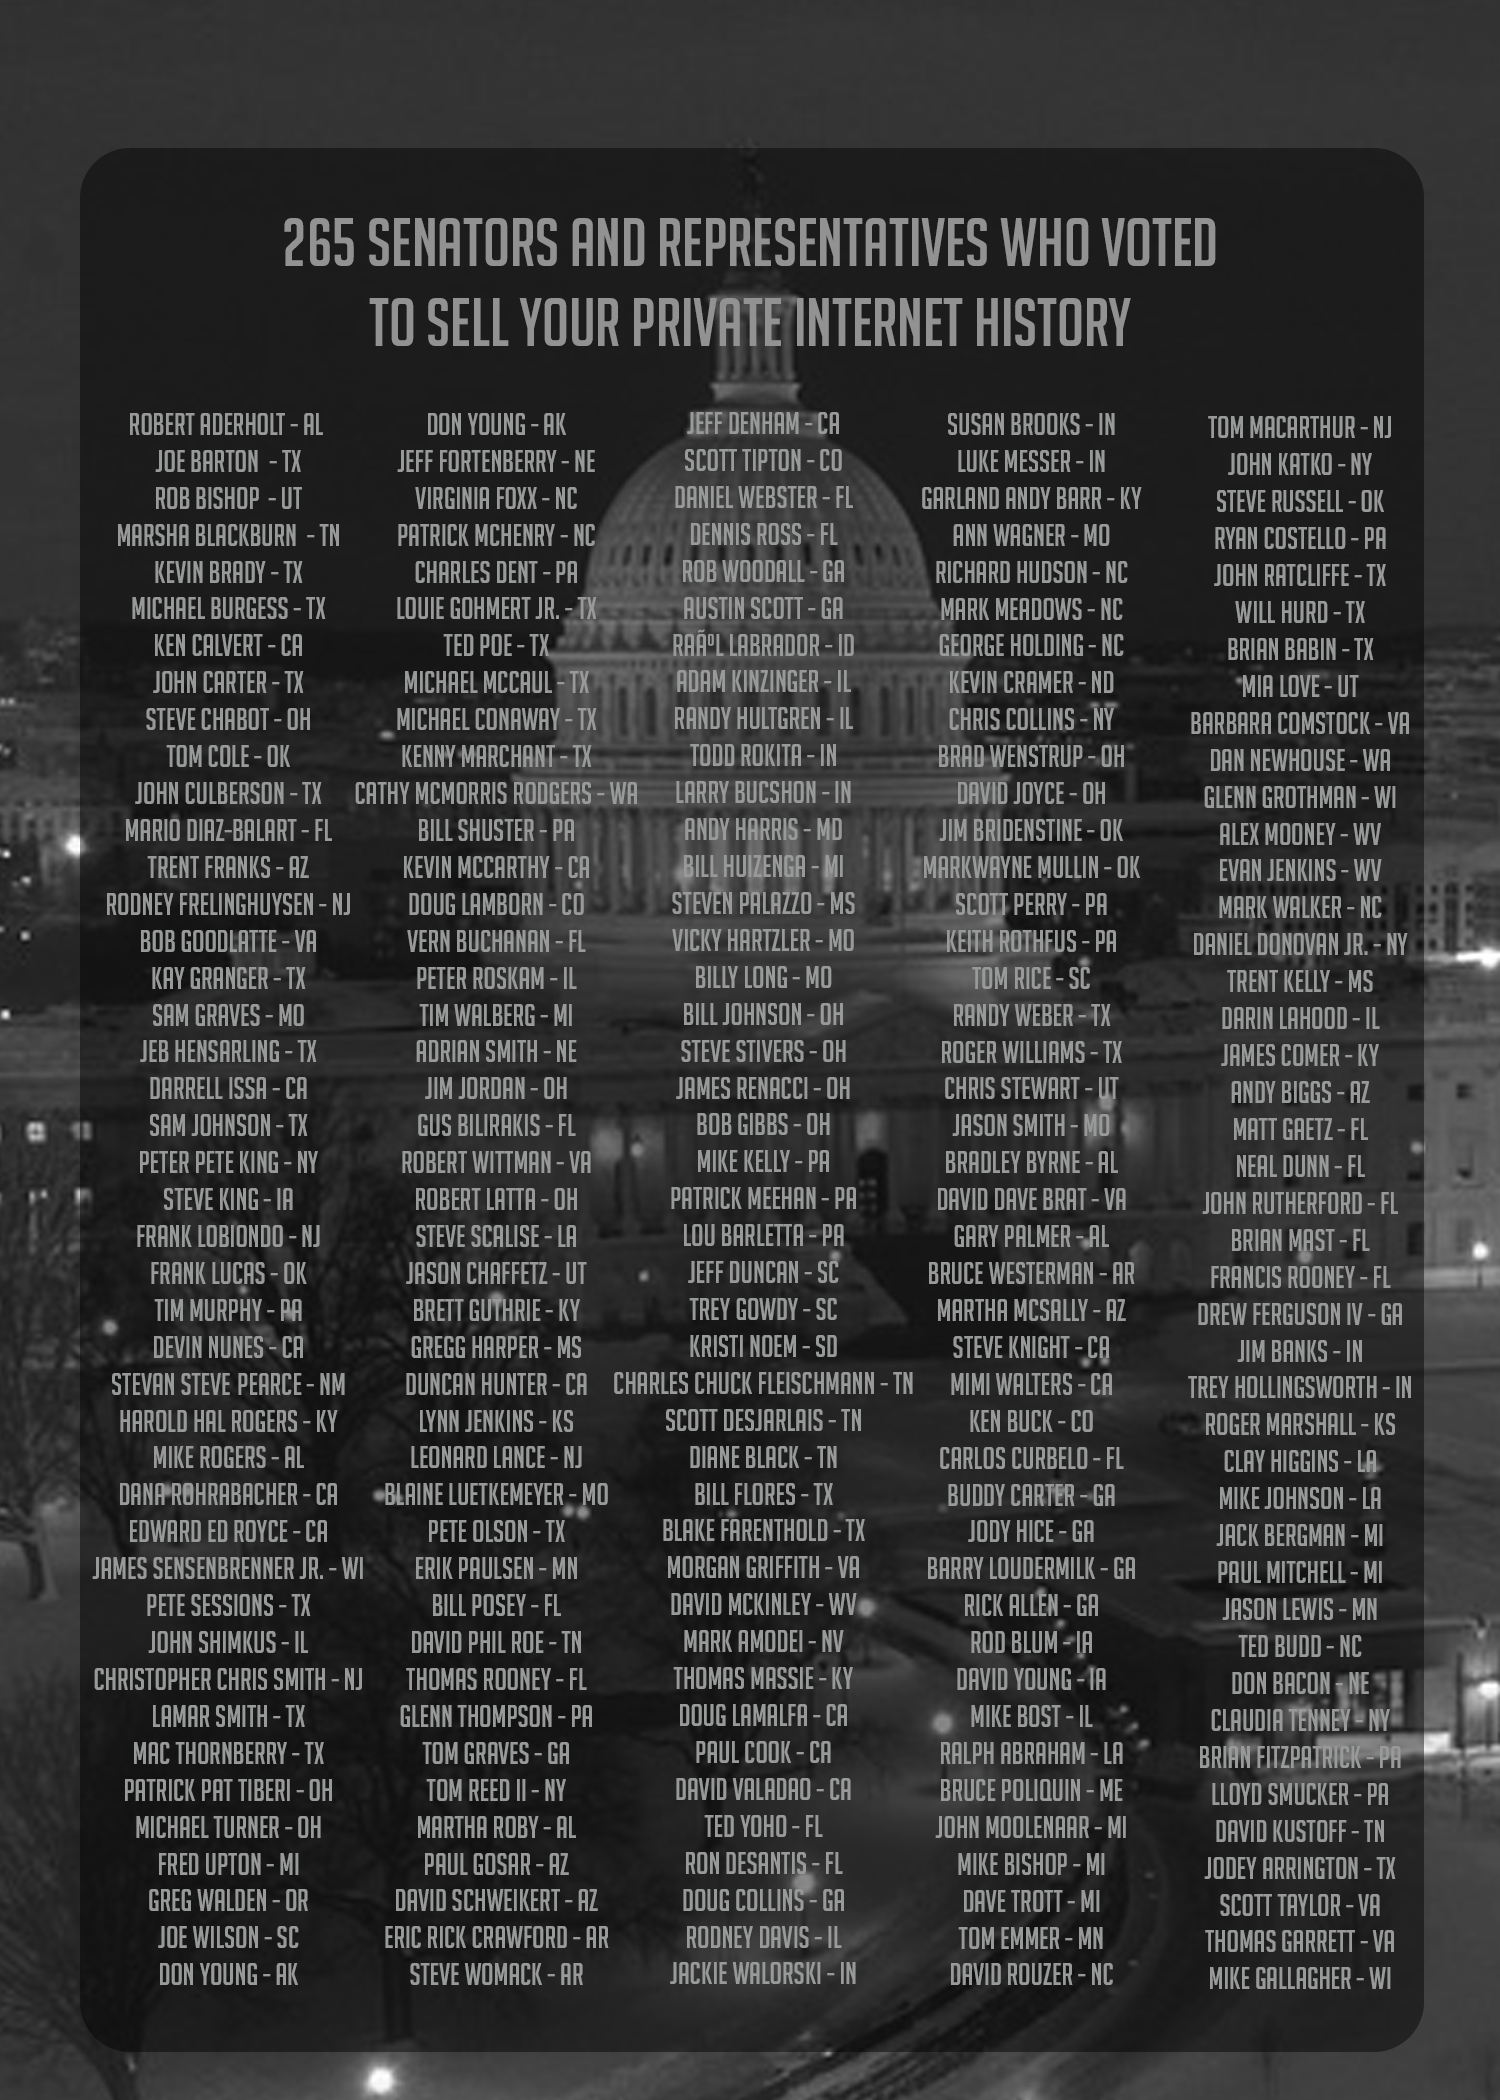 265 SENATORS AND REPRESENTATIVES WHO VOTED
TO SELL YOUR PRIVATE INTERNET HISTORY
ROBERT ADERHOLT - AL
JOE BARTON - TX
ROB BISHOP - UT
MARSHA BLACKBURN - TN
KEVIN BRADY - TX
MICHAEL BURGESS - TX
KEN CALVERT - CA
JOHN CARTER - TX
STEVE CHABOT - OH
TOM COLE - OK
JOHN CULBERSON - TX
MARIO DIAZ-BALART - FL
TRENT FRANKS - AZ
RODNEY FRELINGHUYSEN - NJ
BOB GOODLATTE - VA
KAY GRANGER - TX
SAM GRAVES - MO
JEB HENSARLING - TX
DARRELL ISSA - CA
SAM JOHNSON - TX
PETER PETE KING - NY
STEVE KING - IA
FRANK LOBIONDO - NJ
FRANK LUCAS - OK
TIM MURPHY - PA
DEVIN NUNES - CA
STEVAN STEVE PEARCE - NM
HAROLD HAL ROGERS - KY
MIKE ROGERS - AL
DANA ROHRABACHER - CA
EDWARD ED ROYCE - CA
JAMES SENSENBRENNER JR. - WI
PETE SESSIONS - TX
JOHN SHIMKUS - IL
CHRISTOPHER CHRIS SMITH - NJ
LAMAR SMITH - TX
MAC THORNBERRY - TX
PATRICK PAT TIBERI - OH
MICHAEL TURNER - OH
FRED UPTON - MI
GREG WALDEN - OR
JOE WILSON - SC
DON YOUNG - AK
DON YOUNG - AK
JEFF FORTENBERRY - NE
VIRGINIA FOXX - NC
PATRICK MCHENRY - NC
CHARLES DENT - PA
LOUIE GOHMERT JR. - TX
TED POE - TX
MICHAEL MCCAUL - TX
MICHAEL CONAWAY - TX
KENNY MARCHANT - TX
CATHY MCMORRIS RODGERS - WA
BILL SHUSTER - PA
KEVIN MCCARTHY - CA
DOUG LAMBORN - CO
VERN BUCHANAN - FL
PETER ROSKAM - IL
TIM WALBERG - MI
ADRIAN SMITH - NE
JIM JORDAN - OH
GUS BILIRAKIS - FL
ROBERT WITTMAN - VA
ROBERT LATTA - OH
STEVE SCALISE - LA
JASON CHAFFETZ - UT
BRETT GUTHRIE - KY
GREGG HARPER - MS
DUNCAN HUNTER - CA
LYNN JENKINS - KS
LEONARD LANCE - NJ
BLAINE LUETKEMEYER - MO
PETE OLSON - TX
ERIK PAULSEN - MN
BILL POSEY - FL
DAVID PHIL ROE - TN
THOMAS ROONEY - FL
GLENN THOMPSON - PA
TOM GRAVES - GA
TOM REED II - NY
MARTHA ROBY - AL
PAUL GOSAR - AZ
DAVID SCHWEIKERT - AZ
ERIC RICK CRAWFORD - AR
STEVE WOMACK - AR
JEFF DENHAM - CA
SCOTT TIPTON - CO
DANIEL WEBSTER - FL
DENNIS ROSS - FL
ROB WOODALL - GA
AUSTIN SCOTT - GA
RAÃºL LABRADOR - ID
ADAM KINZINGER - IL
RANDY HULTGREN - IL
TODD ROKITA - IN
LARRY BUCSHON - IN
ANDY HARRIS - MD
BILL HUIZENGA - MI
STEVEN PALAZZO - MS
VICKY HARTZLER - MO
BILLY LONG - MO
BILL JOHNSON - OH
STEVE STIVERS - OH
JAMES RENACCI - OH
BOB GIBBS - OH
MIKE KELLY - PA
PATRICK MEEHAN - PA
LOU BARLETTA - PA
JEFF DUNCAN - SC
TREY GOWDY - SC
KRISTI NOEM - SD
CHARLES CHUCK FLEISCHMANN - TN
SCOTT DESJARLAIS - TN
DIANE BLACK - TN
BILL FLORES - TX
BLAKE FARENTHOLD - TX
MORGAN GRIFFITH - VA
DAVID MCKINLEY - WV
MARK AMODEI - NV
THOMAS MASSIE - KY
DOUG LAMALFA - CA
PAUL COOK - CA
DAVID VALADAO - CA
TED YOHO - FL
RON DESANTIS - FL
DOUG COLLINS - GA
RODNEY DAVIS - IL
JACKIE WALORSKI - IN
SUSAN BROOKS - IN
LUKE MESSER - IN
GARLAND ANDY BARR - KY
ANN WAGNER - MO
RICHARD HUDSON - NC
MARK MEADOWS - NC
GEORGE HOLDING - NC
KEVIN CRAMER - ND
CHRIS COLLINS - NY
BRAD WENSTRUP - OH
DAVID JOYCE - OH
JIM BRIDENSTINE - OK
MARKWAYNE MULLIN - OK
SCOTT PERRY - PA
KEITH ROTHFUS - PA
TOM RICE - SC
RANDY WEBER - TX
ROGER WILLIAMS - TX
CHRIS STEWART - UT
JASON SMITH - MO
BRADLEY BYRNE - AL
DAVID DAVE BRAT - VA
GARY PALMER - AL
BRUCE WESTERMAN - AR
MARTHA MCSALLY - AZ
STEVE KNIGHT - CA
MIMI WALTERS - CA
KEN BUCK - CO
CARLOS CURBELO - FL
BUDDY CARTER - GA
JODY HICE - GA
BARRY LOUDERMILK - GA
RICK ALLEN - GA
ROD BLUM - IA
DAVID YOUNG - IA
MIKE BOST - IL
RALPH ABRAHAM - LA
BRUCE POLIQUIN - ME
JOHN MOOLENAAR - MI
MIKE BISHOP - MI
DAVE TROTT - MI
TOM EMMER - MN
DAVID ROUZER - NC
TOM MACARTHUR - NJ
JOHN KATKO - NY
STEVE RUSSELL - OK
RYAN COSTELLO - PA
JOHN RATCLIFFE - TX
WILL HURD - TX
BRIAN BABIN - TX
MIA LOVE - UT
BARBARA COMSTOCK - VA
DAN NEWHOUSE - WA
GLENN GROTHMAN - WI
ALEX MOONEY - WV
EVAN JENKINS - WV
MARK WALKER - NC
DANIEL DONOVAN JR. - NY
TRENT KELLY - MS
DARIN LAHOOD - IL
JAMES COMER - KY
ANDY BIGGS - AZ
MATT GAETZ - FL
NEAL DUNN - FL
JOHN RUTHERFORD - FL
BRIAN MAST - FL
FRANCIS ROONEY - FL
DREW FERGUSON IV - GA
JIM BANKS - IN
TREY HOLLINGSWORTH - IN
ROGER MARSHALL - KS
CLAY HIGGINS - LA
MIKE JOHNSON - LA
JACK BERGMAN - MI
PAUL MITCHELL - MI
JASON LEWIS - MN
TED BUDD - NC
DON BACON - NE
CLAUDIA TENNEY - NY
BRIAN FITZPATRICK - PA
LLOYD SMUCKER - PA
DAVID KUSTOFF - TN
JODEY ARRINGTON - TX
SCOTT TAYLOR - VA
THOMAS GARRETT - VA
MIKE GALLAGHER - WI